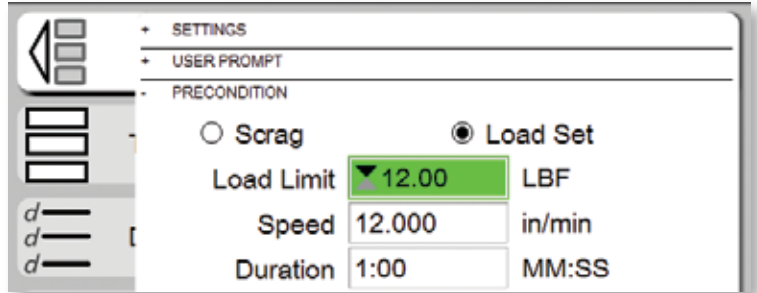 + SETTINGS
+ USER PROMPT
- PRECONDITION
Scrag Load Set
Load Limit 12.00 LBF
Speed 12.000 in/min
d
d
d
Duration 1:00 MM:SS